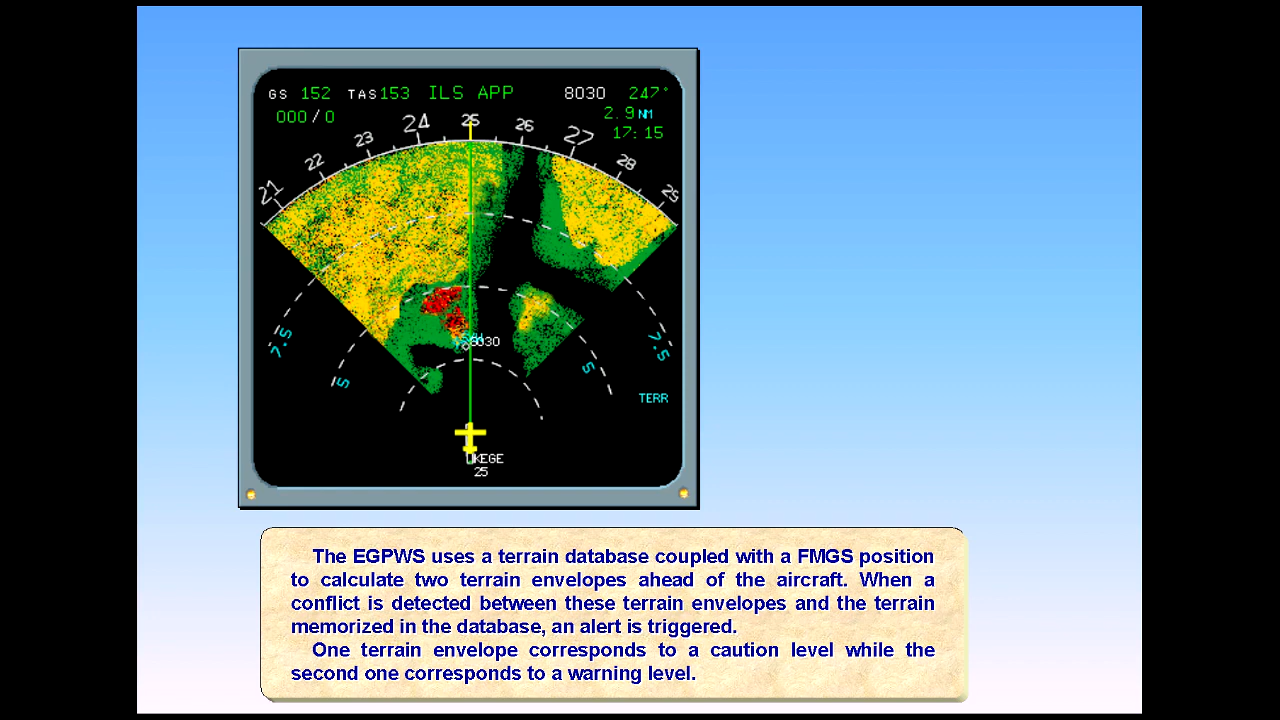 GS 152 TAS 153 ILS APP 8030 247°
000 / 0 2.9 NM
17:15
21 22 23 24 25 26 27 28 29
7.5 7.5
5 5
8030
TERR
25
The EGPWS uses a terrain database coupled with a FMGS position
to calculate two terrain envelopes ahead of the aircraft. When a
conflict is detected between these terrain envelopes and the terrain
memorized in the database, an alert is triggered.
One terrain envelope corresponds to a caution level while the
second one corresponds to a warning level.